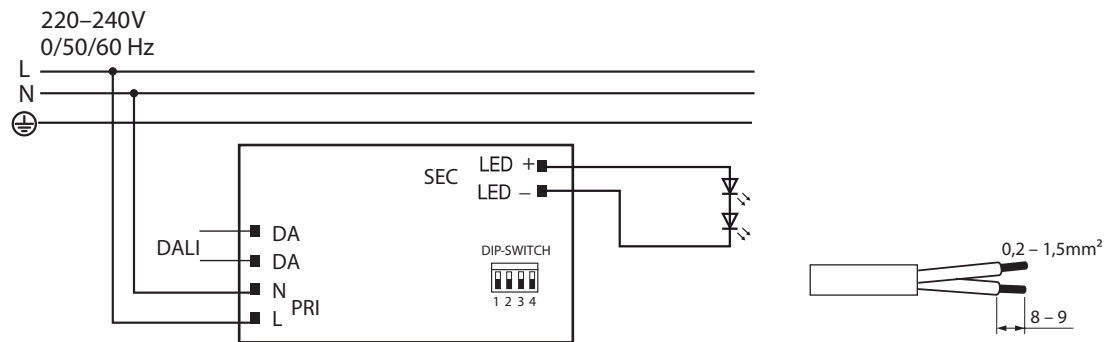 220–240V
0/50/60 Hz
L
N
SEC
LED +
LED –
DALI
DA
DA
N
PRI
L
DIP-SWITCH
1 2 3 4
0,2 – 1,5mm²
8 – 9